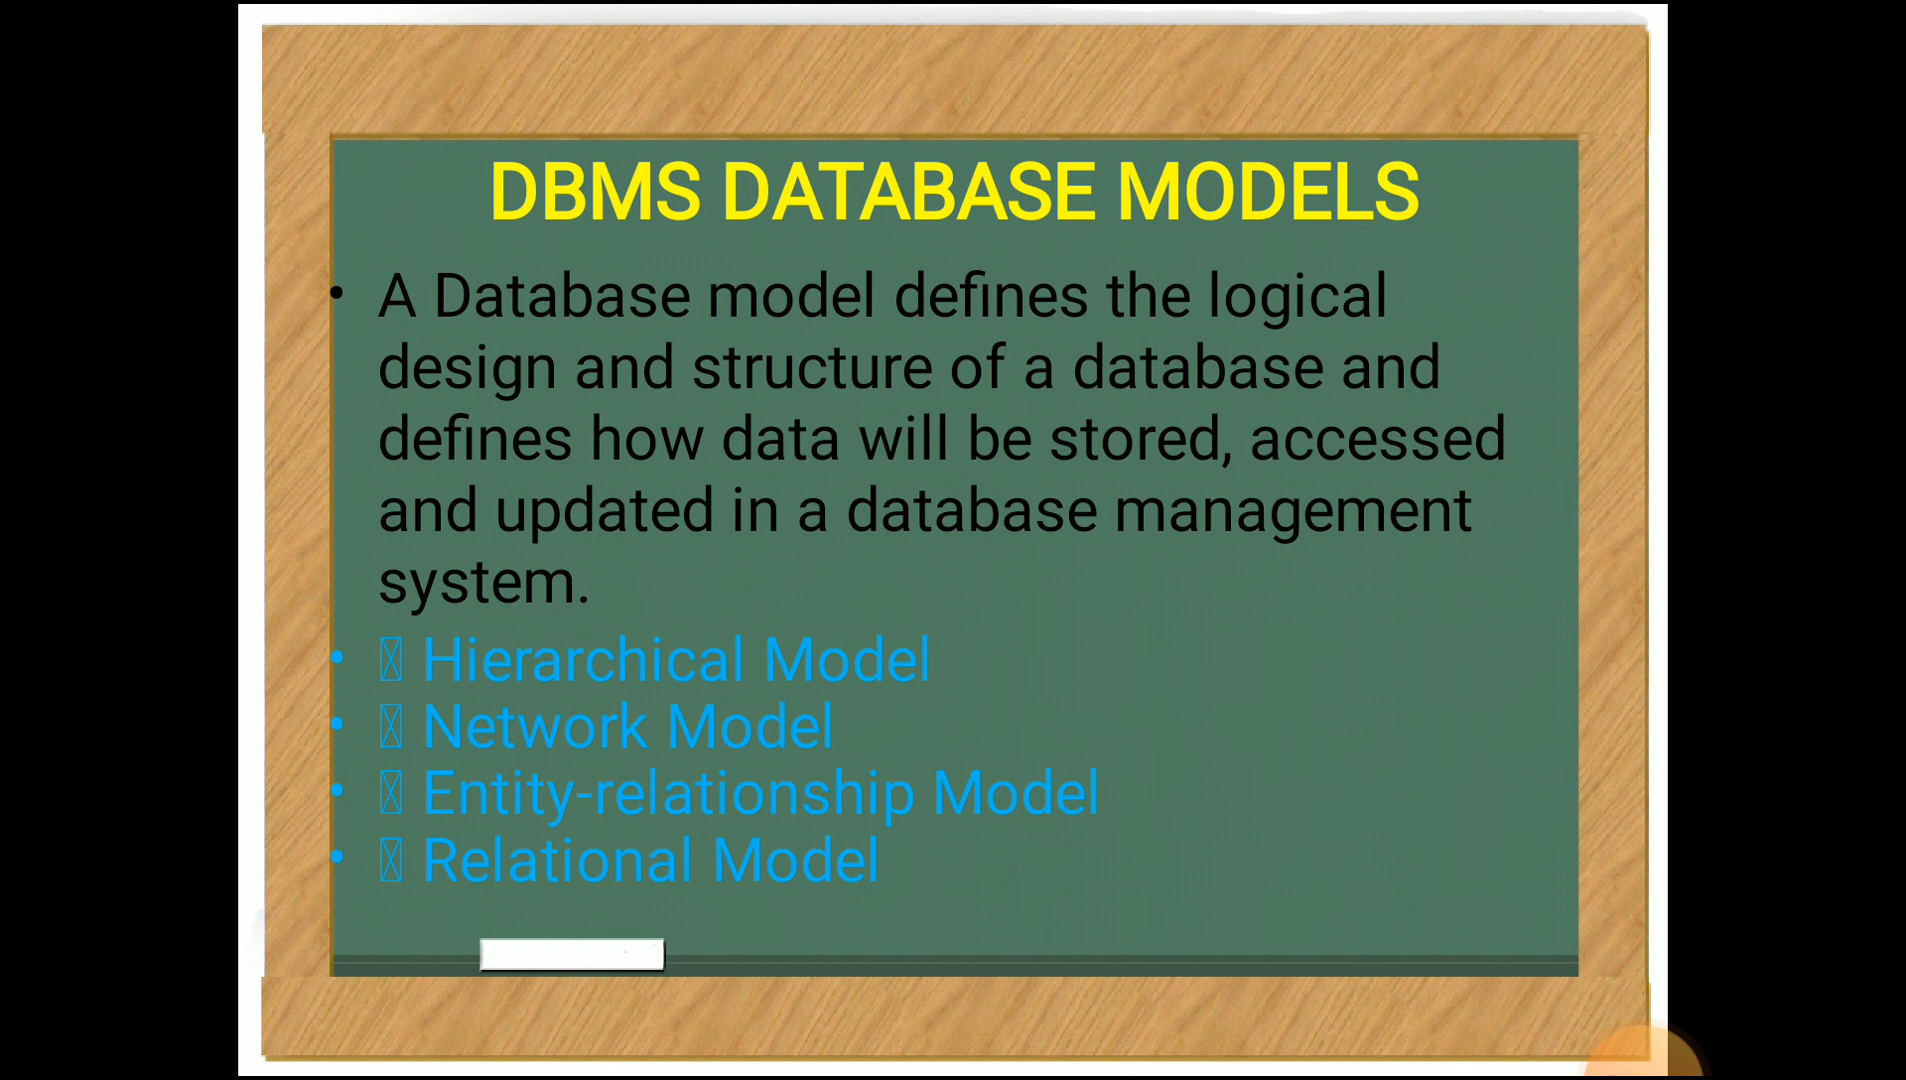 DBMS DATABASE MODELS
• A Database model defines the logical
design and structure of a database and
defines how data will be stored, accessed
and updated in a database management
system.
• Hierarchical Model
• Network Model
• Entity-relationship Model
• Relational Model